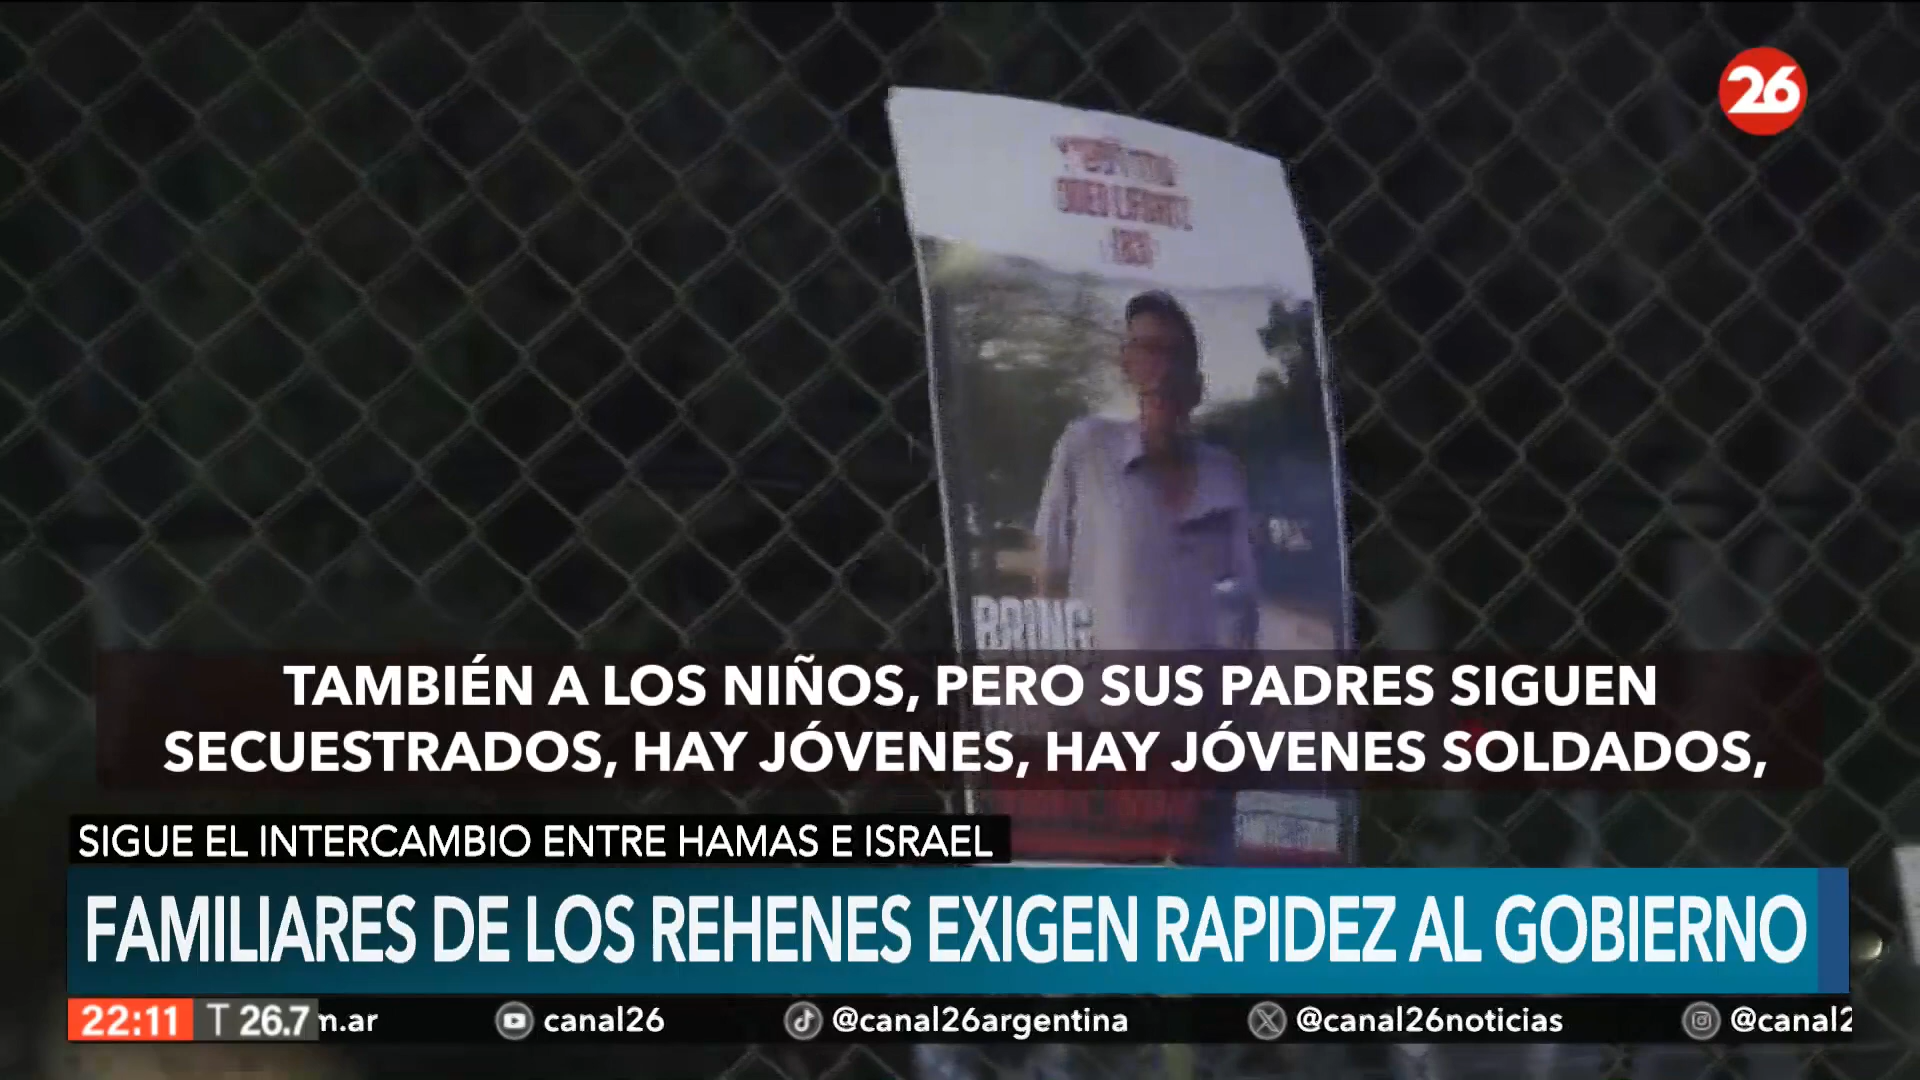 26
BRING
TAMBIÉN A LOS NIÑOS, PERO SUS PADRES SIGUEN
SECUESTRADOS, HAY JÓVENES, HAY JÓVENES SOLDADOS,
SIGUE EL INTERCAMBIO ENTRE HAMAS E ISRAEL
FAMILIARES DE LOS REHENES EXIGEN RAPIDEZ AL GOBIERNO
22:11 T 26.7 m.ar canal26 @canal26argentina @canal26noticias @canal2